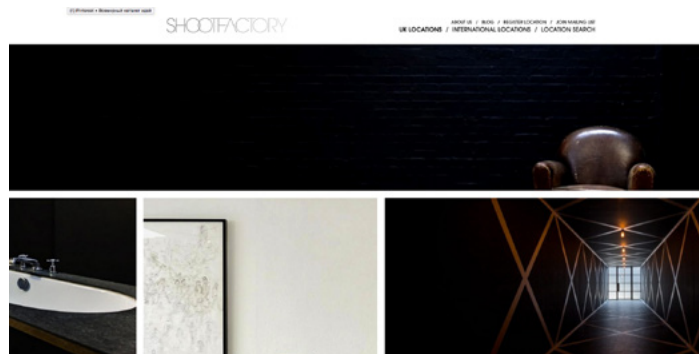 SHOOTFACTORY
ABOUT US / BLOG / REGISTER LOCATION / JOIN MAILING LIST
UK LOCATIONS / INTERNATIONAL LOCATIONS / LOCATION SEARCH